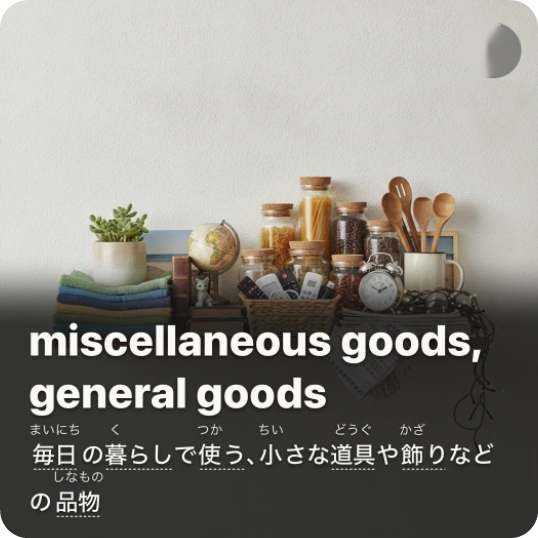 miscellaneous goods,
general goods
まいにち く つか ちい どうぐ かざ
毎日の暮らしで使う、小さな道具や飾りなど
しなもの
の品物